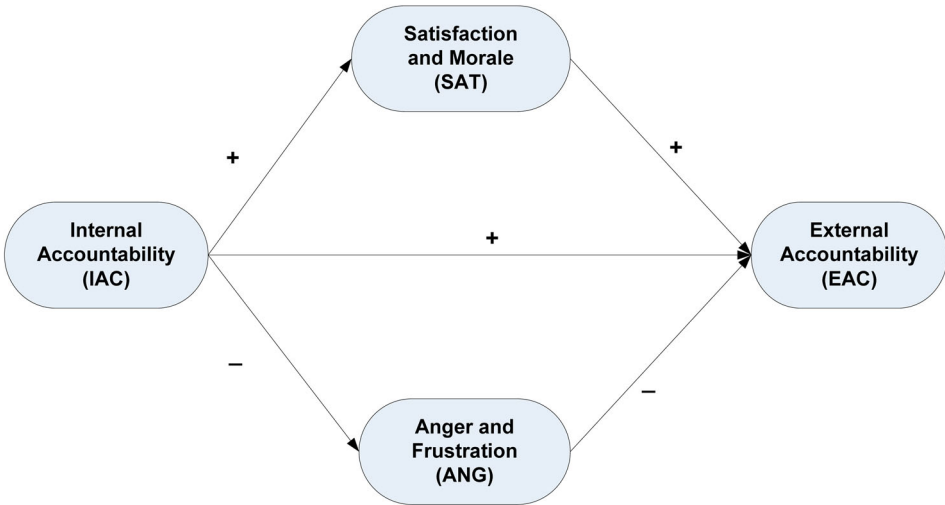 Satisfaction
and Morale
(SAT)
+
+
Internal
Accountability
(IAC)
+
External
Accountability
(EAC)
–
–
Anger and
Frustration
(ANG)